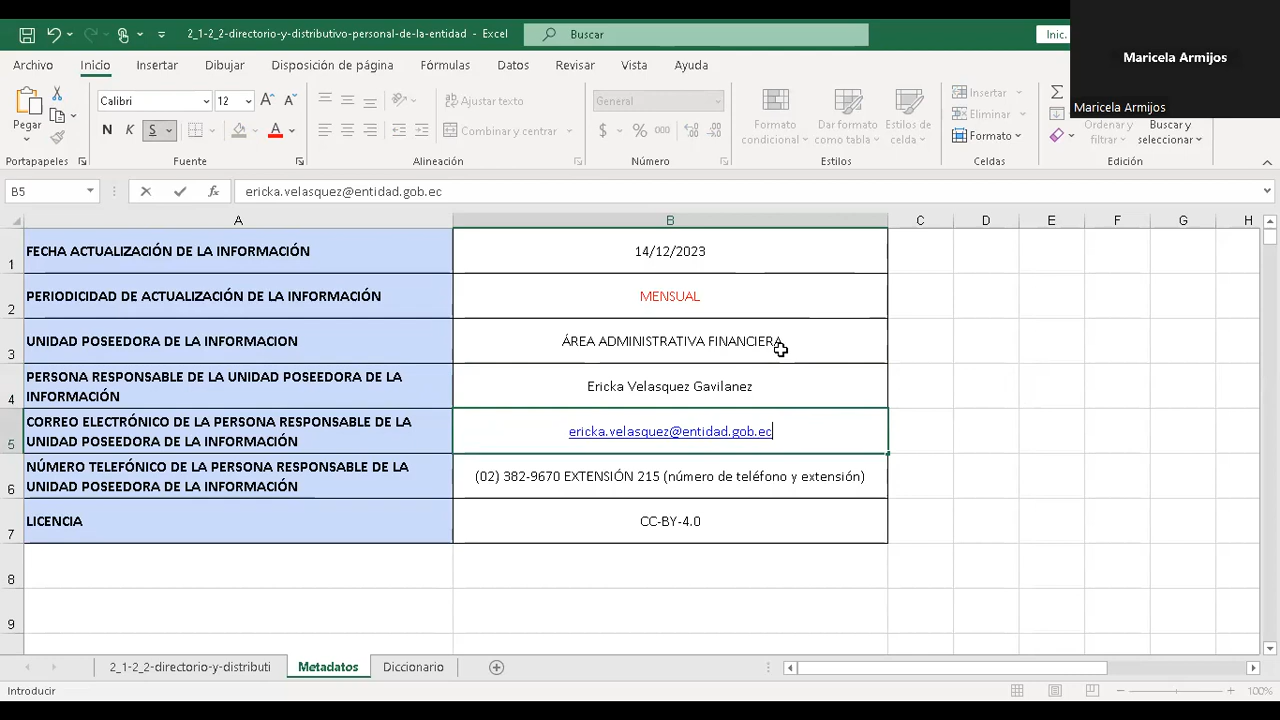 2_1-2_2-directorio-y-distributivo-personal-de-la-entidad - Excel
Buscar
Inic.
Maricela Armijos
Maricela Armijos
Archivo Inicio Insertar Dibujar Disposición de página Fórmulas Datos Revisar Vista Ayuda
Pegar
Portapapeles
Calibri 12
N K S
Fuente
Ajustar texto
Combinar y centrar
Alineación
General
$ % 000
Número
Formato condicional
Dar formato como tabla
Estilos de celda
Estilos
Insertar
Eliminar
Formato
Celdas
Ordenar y filtrar
Buscar y seleccionar
Edición
B5 fx ericka.velasquez@entidad.gob.ec
A B C D E F G H
1 FECHA ACTUALIZACIÓN DE LA INFORMACIÓN 14/12/2023
2 PERIODICIDAD DE ACTUALIZACIÓN DE LA INFORMACIÓN MENSUAL
3 UNIDAD POSEEDORA DE LA INFORMACION ÁREA ADMINISTRATIVA FINANCIERA
4 PERSONA RESPONSABLE DE LA UNIDAD POSEEDORA DE LA
INFORMACIÓN Ericka Velasquez Gavilanez
5 CORREO ELECTRÓNICO DE LA PERSONA RESPONSABLE DE LA
UNIDAD POSEEDORA DE LA INFORMACIÓN ericka.velasquez@entidad.gob.ec
6 NÚMERO TELEFÓNICO DE LA PERSONA RESPONSABLE DE LA
UNIDAD POSEEDORA DE LA INFORMACIÓN (02) 382-9670 EXTENSIÓN 215 (número de teléfono y extensión)
7 LICENCIA CC-BY-4.0
8
9
2_1-2_2-directorio-y-distributi Metadatos Diccionario
Introducir 100%